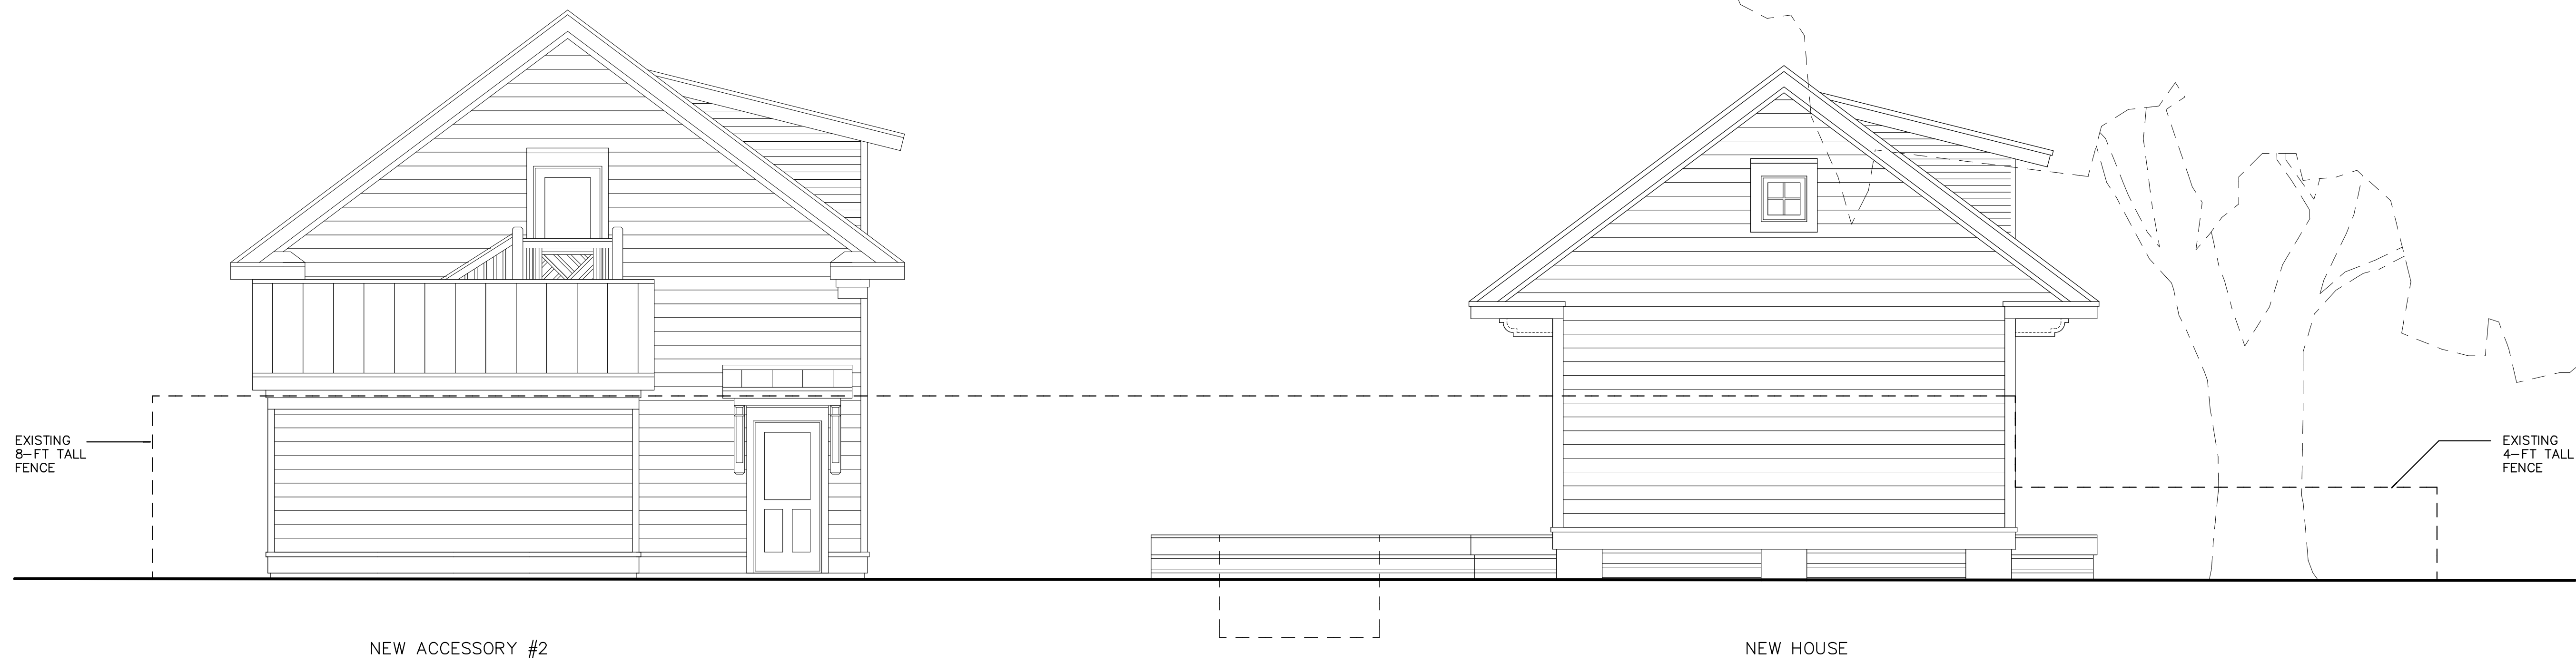 EXISTING
8-FT TALL
FENCE
EXISTING
4-FT TALL
FENCE
NEW ACCESSORY #2
NEW HOUSE